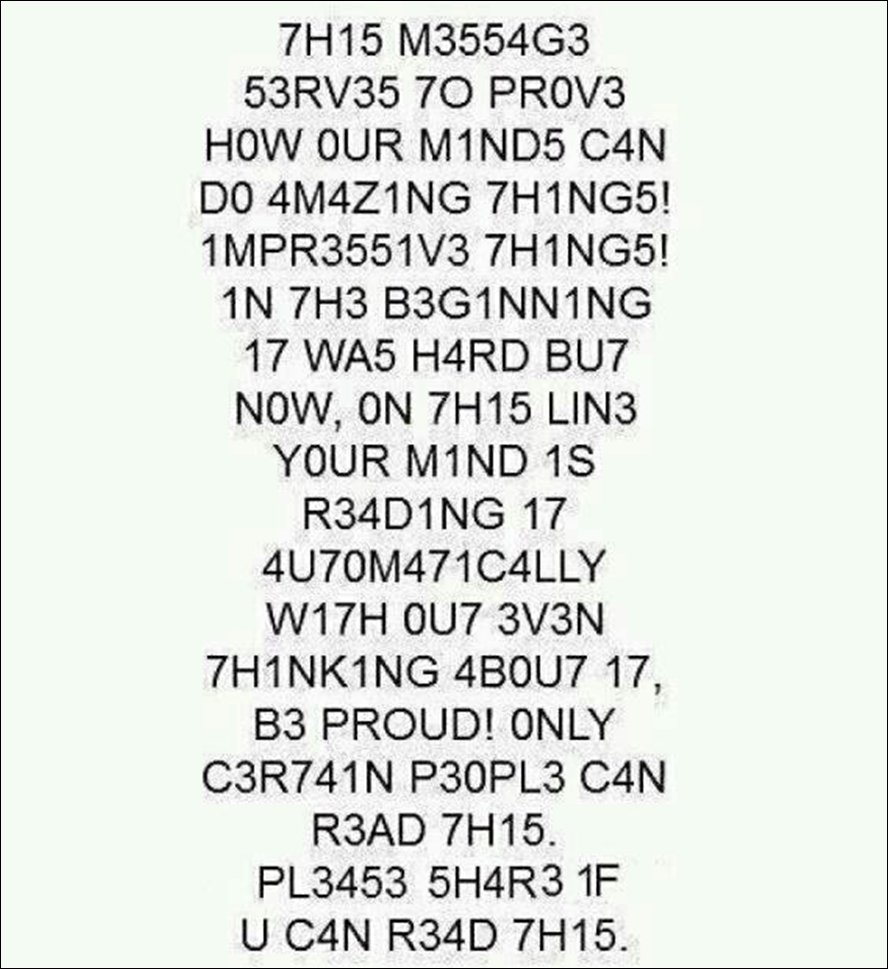 7H15 M3554G3
53RV35 7O PR0V3
H0W 0UR M1ND5 C4N
D0 4M4Z1NG 7H1NG5!
1MPR3551V3 7H1NG5!
1N 7H3 B3G1NN1NG
17 WA5 H4RD BU7
N0W, 0N 7H15 LIN3
Y0UR M1ND 1S
R34D1NG 17
4U70M471C4LLY
W17H 0U7 3V3N
7H1NK1NG 4B0U7 17,
B3 PROUD! 0NLY
C3R741N P30PL3 C4N
R3AD 7H15.
PL3453 5H4R3 1F
U C4N R34D 7H15.